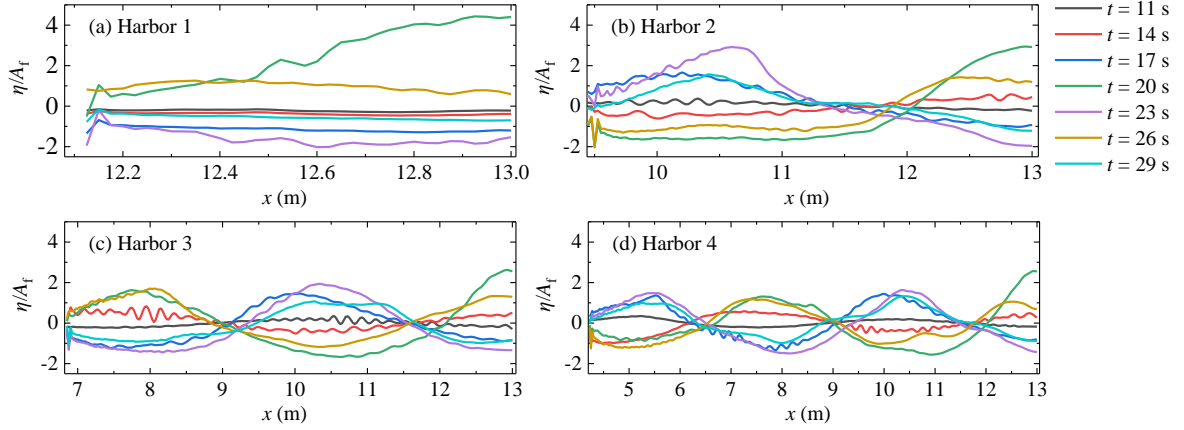 (a) Harbor 1
η/A_f
4
2
0
-2
12.2
12.4
12.6
12.8
13.0
x (m)
(b) Harbor 2
η/A_f
4
2
0
-2
10
11
12
13
x (m)
t = 11 s
t = 14 s
t = 17 s
t = 20 s
t = 23 s
t = 26 s
t = 29 s
(c) Harbor 3
η/A_f
4
2
0
-2
7
8
9
10
11
12
13
x (m)
(d) Harbor 4
η/A_f
4
2
0
-2
5
6
7
8
9
10
11
12
13
x (m)